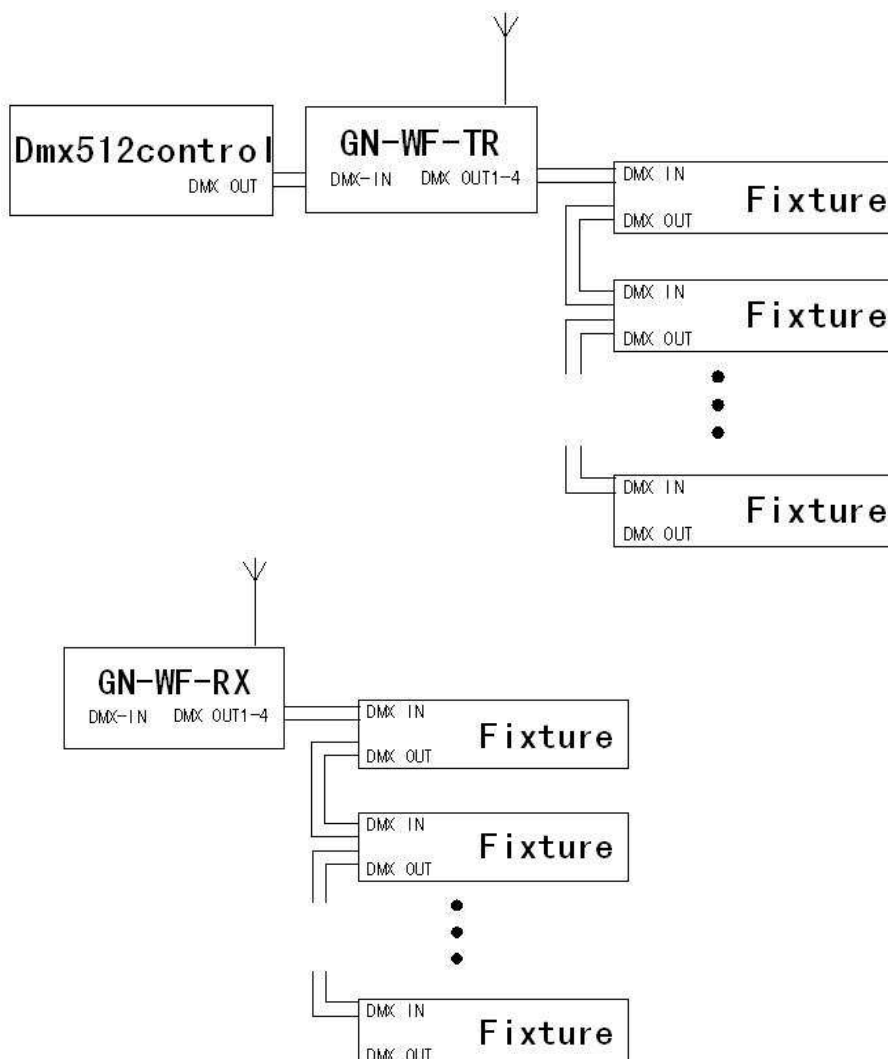 Dmx512control
DMX OUT
GN-WF-TR
DMX-IN DMX OUT1-4
DMX IN
Fixture
DMX OUT
DMX IN
Fixture
DMX OUT
DMX IN
Fixture
DMX OUT
GN-WF-RX
DMX-IN DMX OUT1-4
DMX IN
Fixture
DMX OUT
DMX IN
Fixture
DMX OUT
DMX IN
Fixture
DMX OUT